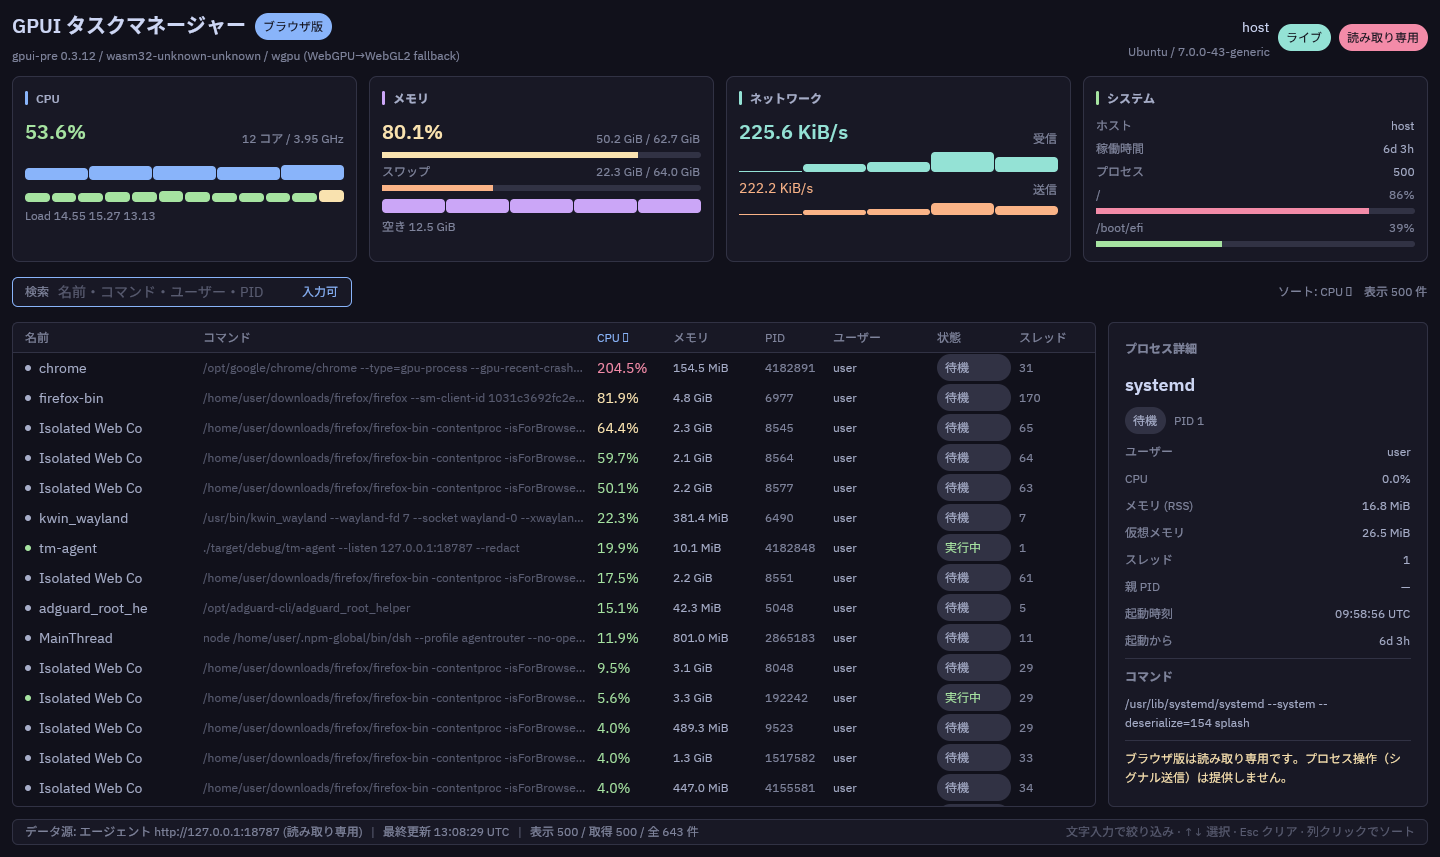 GPUI タスクマネージャー ブラウザ版
gpui-pre 0.3.12 / wasm32-unknown-unknown / wgpu (WebGPU→WebGL2 fallback)
host
Ubuntu / 7.0.0-43-generic
ライブ 読み取り専用
CPU
53.6% 12 コア / 3.95 GHz
Load 14.55 15.27 13.13
メモリ
80.1% 50.2 GiB / 62.7 GiB
スワップ 22.3 GiB / 64.0 GiB
空き 12.5 GiB
ネットワーク
225.6 KiB/s 受信
222.2 KiB/s 送信
システム
ホスト host
稼働時間 6d 3h
プロセス 500
/ 86%
/boot/efi 39%
検索 名前・コマンド・ユーザー・PID 入力可
ソート: CPU 表示 500 件
名前 コマンド CPU メモリ PID ユーザー 状態 スレッド
chrome /opt/google/chrome/chrome --type=gpu-process --gpu-recent-crash… 204.5% 154.5 MiB 4182891 user 待機 31
firefox-bin /home/user/downloads/firefox/firefox --sm-client-id 1031c3692fc2e… 81.9% 4.8 GiB 6977 user 待機 170
Isolated Web Co /home/user/downloads/firefox/firefox-bin -contentproc -isForBrowse… 64.4% 2.3 GiB 8545 user 待機 65
Isolated Web Co /home/user/downloads/firefox/firefox-bin -contentproc -isForBrowse… 59.7% 2.1 GiB 8564 user 待機 64
Isolated Web Co /home/user/downloads/firefox/firefox-bin -contentproc -isForBrowse… 50.1% 2.2 GiB 8577 user 待機 63
kwin_wayland /usr/bin/kwin_wayland --wayland-fd 7 --socket wayland-0 --xwaylan… 22.3% 381.4 MiB 6490 user 待機 7
tm-agent ./target/debug/tm-agent --listen 127.0.0.1:18787 --redact 19.9% 10.1 MiB 4182848 user 実行中 1
Isolated Web Co /home/user/downloads/firefox/firefox-bin -contentproc -isForBrowse… 17.5% 2.2 GiB 8551 user 待機 61
adguard_root_he /opt/adguard-cli/adguard_root_helper 15.1% 42.3 MiB 5048 user 待機 5
MainThread node /home/user/.npm-global/bin/dsh --profile agentrouter --no-ope… 11.9% 801.0 MiB 2865183 user 待機 11
Isolated Web Co /home/user/downloads/firefox/firefox-bin -contentproc -isForBrowse… 9.5% 3.1 GiB 8048 user 待機 29
Isolated Web Co /home/user/downloads/firefox/firefox-bin -contentproc -isForBrowse… 5.6% 3.3 GiB 192242 user 実行中 29
Isolated Web Co /home/user/downloads/firefox/firefox-bin -contentproc -isForBrowse… 4.0% 489.3 MiB 9523 user 待機 29
Isolated Web Co /home/user/downloads/firefox/firefox-bin -contentproc -isForBrowse… 4.0% 1.3 GiB 1517582 user 待機 33
Isolated Web Co /home/user/downloads/firefox/firefox-bin -contentproc -isForBrowse… 4.0% 447.0 MiB 4155581 user 待機 34
プロセス詳細
systemd
待機 PID 1
ユーザー user
CPU 0.0%
メモリ (RSS) 16.8 MiB
仮想メモリ 26.5 MiB
スレッド 1
親 PID —
起動時刻 09:58:56 UTC
起動から 6d 3h
コマンド
/usr/lib/systemd/systemd --system --
deserialize=154 splash
ブラウザ版は読み取り専用です。プロセス操作（シ
グナル送信）は提供しません。
データ源: エージェント http://127.0.0.1:18787 (読み取り専用) | 最終更新 13:08:29 UTC | 表示 500 / 取得 500 / 全 643 件
文字入力で絞り込み · ↑↓ 選択 · Esc クリア · 列クリックでソート